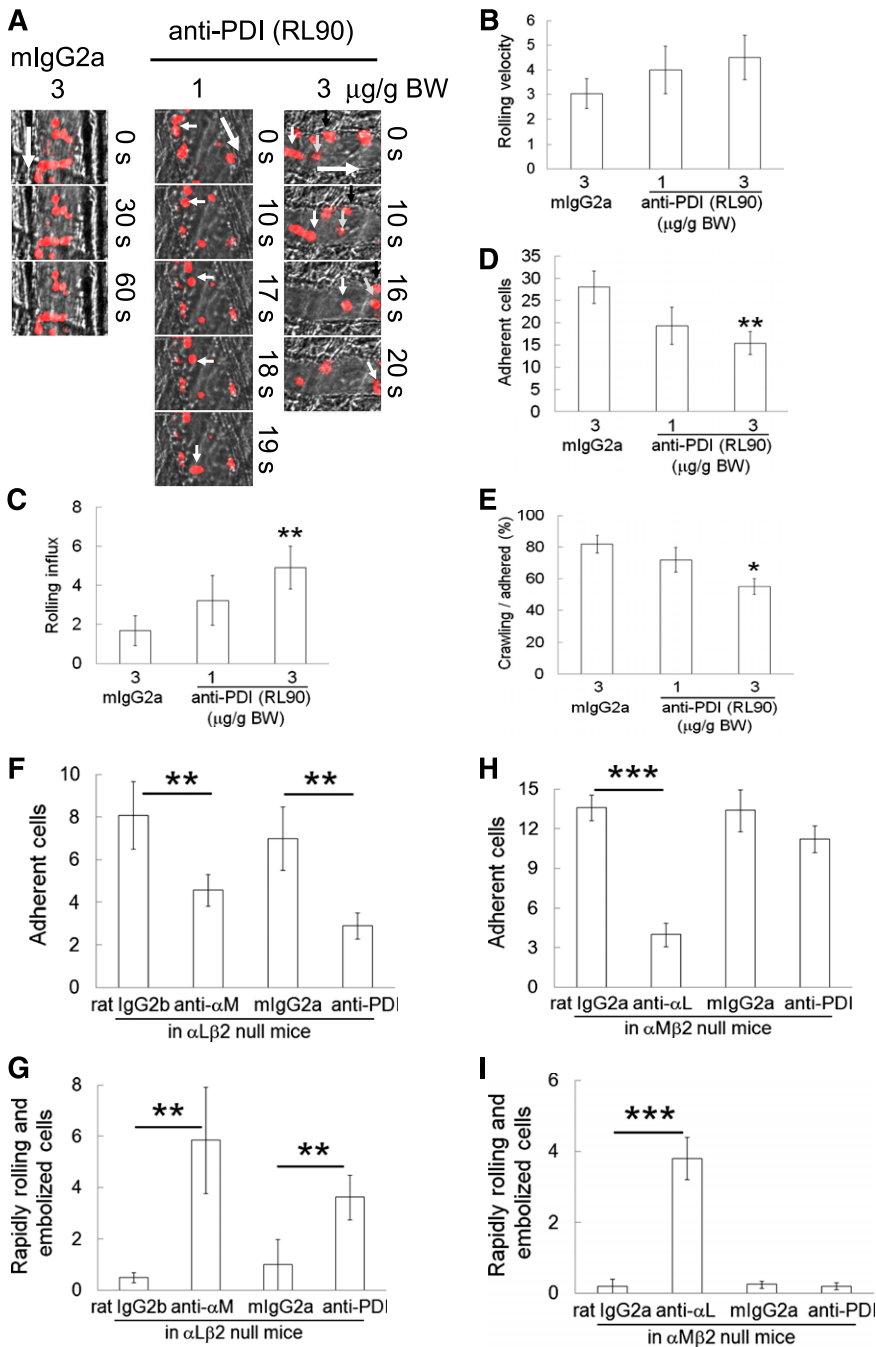 A
anti-PDI (RL90)
mIgG2a
3
1
3
μg/g BW
0 s
30 s
60 s
0 s
10 s
17 s
18 s
19 s
0 s
10 s
16 s
20 s
B
Rolling velocity
6
5
4
3
2
1
0
3
1
3
mIgG2a
anti-PDI (RL90)
(μg/g BW)
D
Adherent cells
35
30
25
20
15
10
5
0
**
3
1
3
mIgG2a
anti-PDI (RL90)
(μg/g BW)
C
Rolling influx
8
6
4
2
0
**
3
1
3
mIgG2a
anti-PDI (RL90)
(μg/g BW)
E
Crawling / adhered (%)
100
80
60
40
20
0
*
3
1
3
mIgG2a
anti-PDI (RL90)
(μg/g BW)
F
Adherent cells
10
8
6
4
2
0
**
**
rat IgG2b anti-αM mIgG2a anti-PDI
in αLβ2 null mice
H
Adherent cells
15
12
9
6
3
0
***
rat IgG2a anti-αL mIgG2a anti-PDI
in αMβ2 null mice
G
Rapidly rolling and
embolized cells
8
6
4
2
0
**
**
rat IgG2b anti-αM mIgG2a anti-PDI
in αLβ2 null mice
I
Rapidly rolling and
embolized cells
6
4
2
0
***
rat IgG2a anti-αL mIgG2a anti-PDI
in αMβ2 null mice